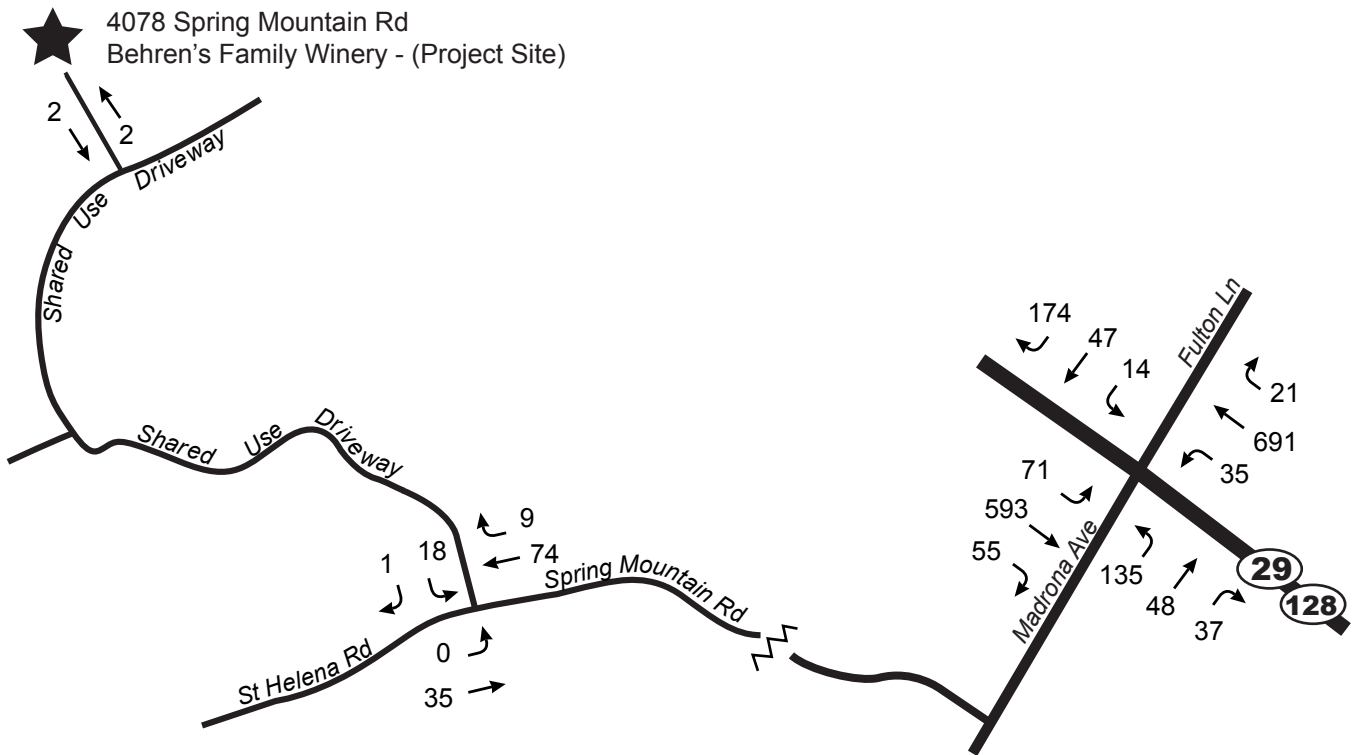 4078 Spring Mountain Rd
Behren's Family Winery - (Project Site)
2
2
Shared Use Driveway
Shared Use Driveway
174
47
14
Fulton Ln
21
691
35
71
593
55
Madrona Ave
135
48
37
29
128
9
74
1
18
Spring Mountain Rd
0
35
St Helena Rd